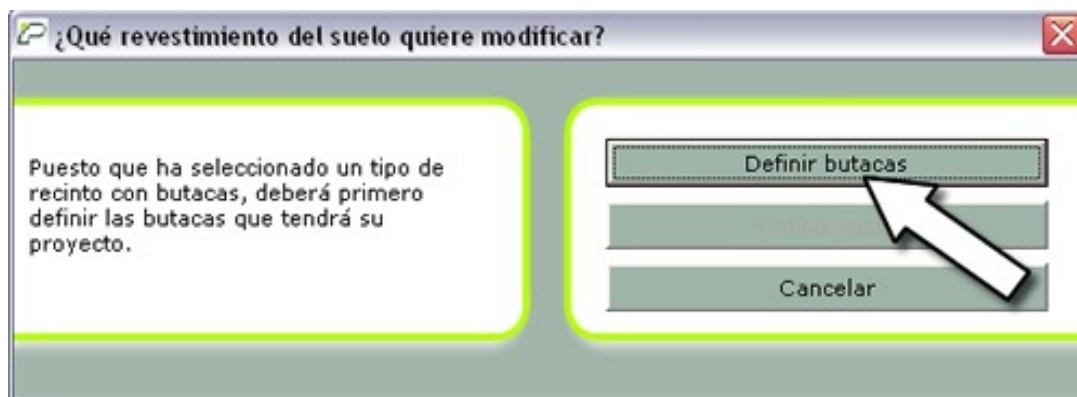 ¿Qué revestimiento del suelo quiere modificar?
Puesto que ha seleccionado un tipo de
recinto con butacas, deberá primero
definir las butacas que tendrá su
proyecto.
Definir butacas
Cancelar